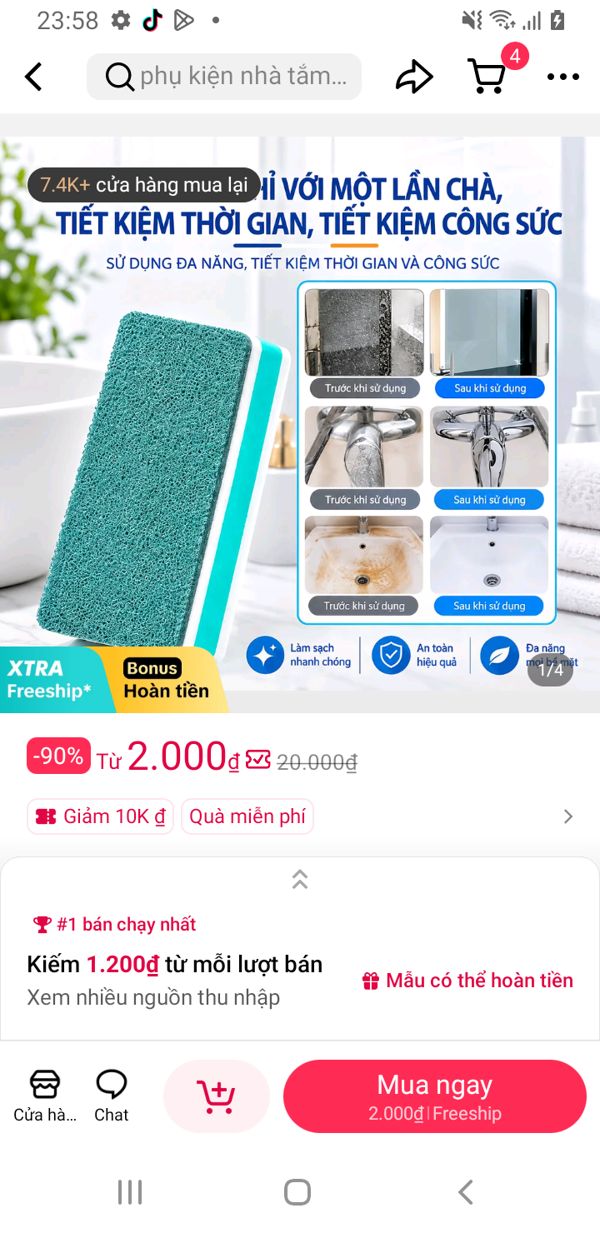 23:58
4
phụ kiện nhà tắm...
7.4K+ cửa hàng mua lại
VỚI MỘT LẦN CHÀ,
TIẾT KIỆM THỜI GIAN, TIẾT KIỆM CÔNG SỨC
SỬ DỤNG ĐA NĂNG, TIẾT KIỆM THỜI GIAN VÀ CÔNG SỨC
Trước khi sử dụng
Sau khi sử dụng
Trước khi sử dụng
Sau khi sử dụng
Trước khi sử dụng
Sau khi sử dụng
Làm sạch
nhanh chóng
An toàn
hiệu quả
Đa năng
1/4
XTRA
Freeship*
Bonus
Hoàn tiền
-90% Từ 2.000₫ 20.000₫
Giảm 10K ₫
Quà miễn phí
#1 bán chạy nhất
Kiếm 1.200₫ từ mỗi lượt bán
Xem nhiều nguồn thu nhập
Mẫu có thể hoàn tiền
Cửa hà...
Chat
Mua ngay
2.000₫ | Freeship